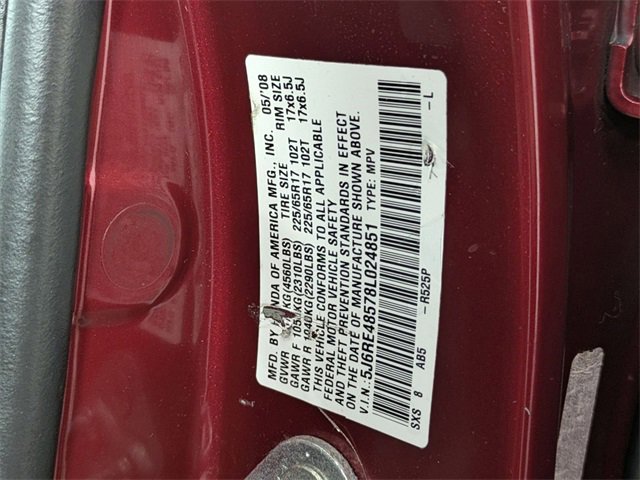 MFD. BY HONDA OF AMERICA MFG., INC. 05/'08
GVWR KG(4560LBS) TIRE SIZE RIM SIZE
GAWR F 1050KG(2310LBS) 225/65R17 102T 17x6.5J
GAWR R 1040KG(2290LBS) 225/65R17 102T 17x6.5J
THIS VEHICLE CONFORMS TO ALL APPLICABLE
FEDERAL MOTOR VEHICLE SAFETY
AND THEFT PREVENTION STANDARDS IN EFFECT
ON THE DATE OF MANUFACTURE SHOWN ABOVE.
V.I.N.:5J6RE48578L024851 TYPE: MPV
SXS 8 AB5 -R525P -L